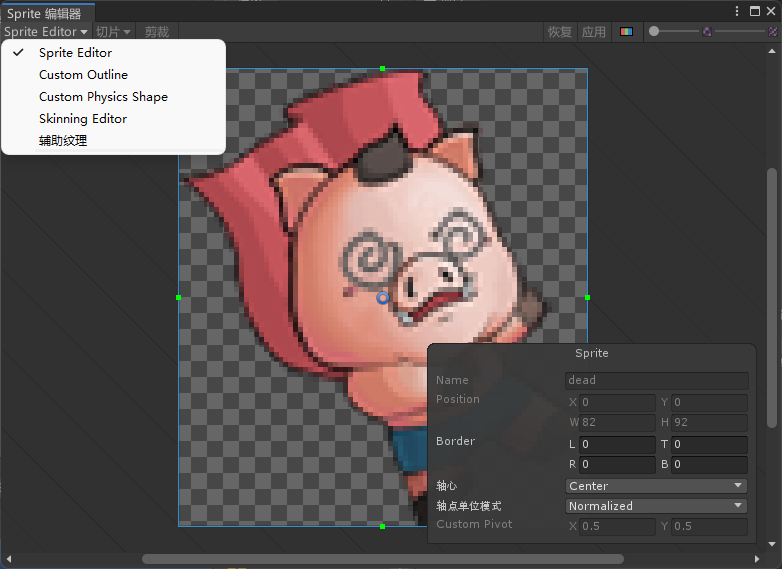 Sprite 编辑器
Sprite Editor 切片 剪裁 恢复 应用
Sprite Editor
Custom Outline
Custom Physics Shape
Skinning Editor
辅助纹理
Sprite
Name dead
Position X 0 Y 0
W 82 H 92
Border L 0 T 0
R 0 B 0
轴心 Center
轴点单位模式 Normalized
Custom Pivot X 0.5 Y 0.5